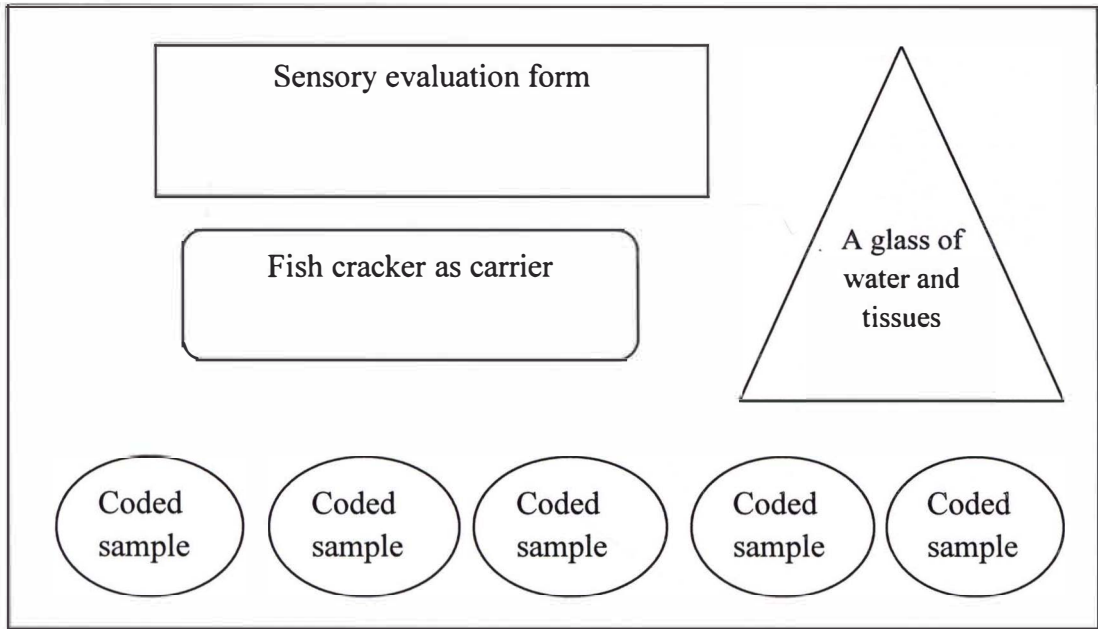 Sensory evaluation form
Fish cracker as carrier
A glass of
water and
tissues
Coded
sample
Coded
sample
Coded
sample
Coded
sample
Coded
sample